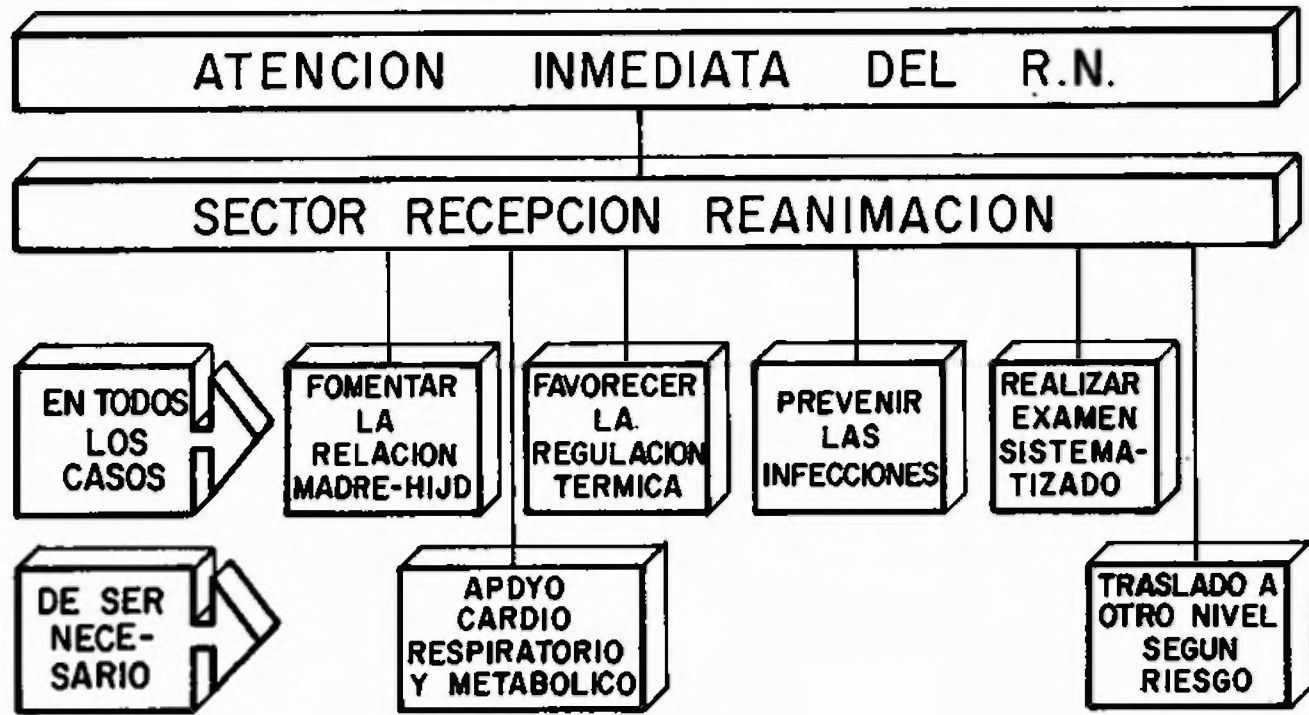 ATENCION INMEDIATA DEL R.N.
SECTOR RECEPCION REANIMACION
EN TODOS
LOS
CASOS
FOMENTAR
LA
RELACION
MADRE-HIJD
FAVORECER
LA.
REGULACION
TERMICA
PREVENIR
LAS
INFECCIONES
REALIZAR
EXAMEN
SISTEMA-
TIZADO
DE SER
NECE-
SARIO
APDYO
CARDIO
RESPIRATORIO
Y METABOLICO
TRASLADO A
OTRO NIVEL
SEGUN
RIESGO